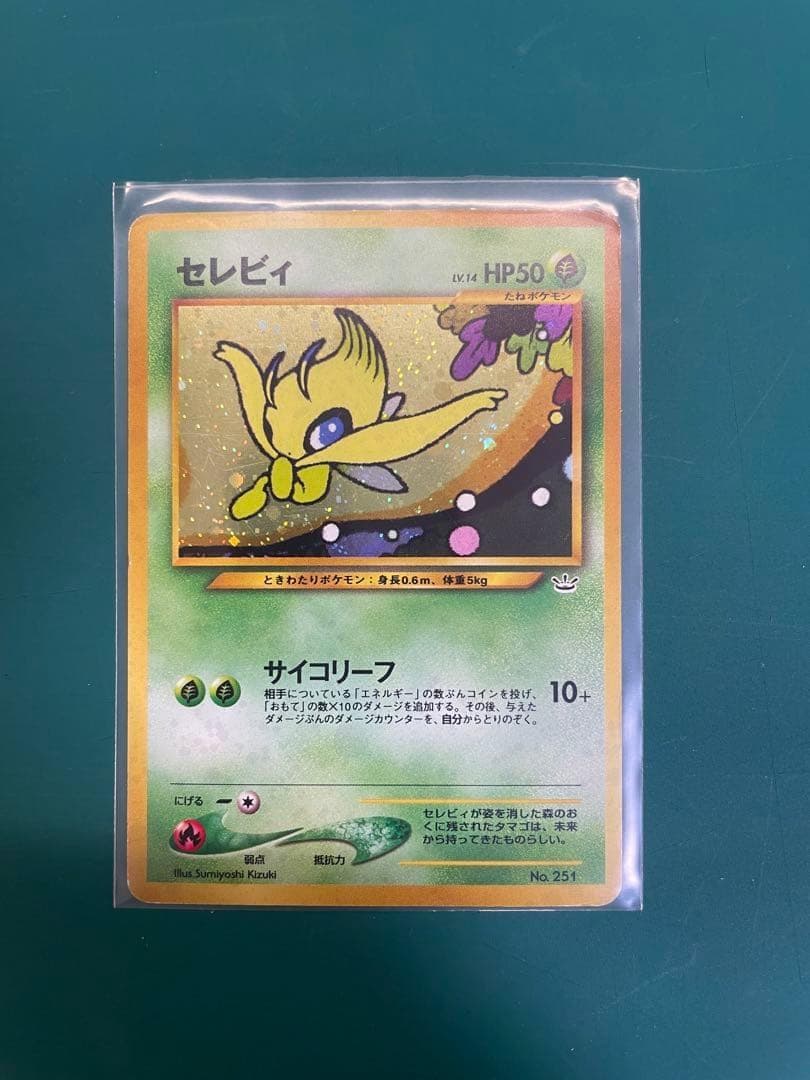 セレビィ
LV.14 HP50
たねポケモン
ときわたりポケモン：身長0.6m、体重5kg
サイコリーフ
相手についている「エネルギー」の数ぶんコインを投げ、
「おもて」の数×10のダメージを追加する。その後、与えた
ダメージぶんのダメージカウンターを、自分からとりのぞく。
10+
にげる
弱点
抵抗力
セレビィが姿を消した森のお
くに残されたタマゴは、未来
から持ってきたものらしい。
Illus. Sumiyoshi Kizuki
No. 251